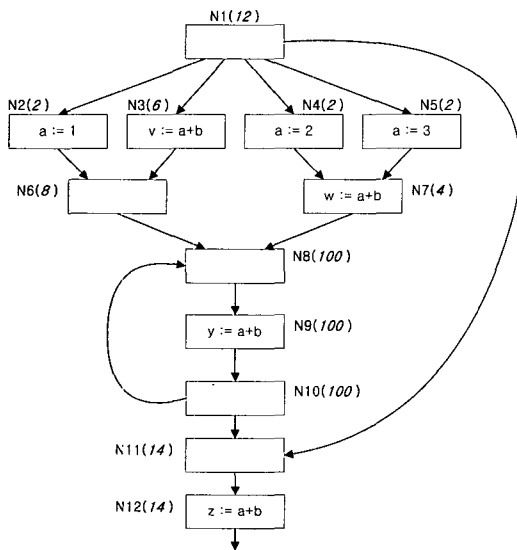 N1(12)
N2(2)
N3(6)
N4(2)
N5(2)
a := 1
v := a+b
a := 2
a := 3
N6(8)
w := a+b
N7(4)
N8(100)
y := a+b
N9(100)
N10(100)
N11(14)
N12(14)
z := a+b